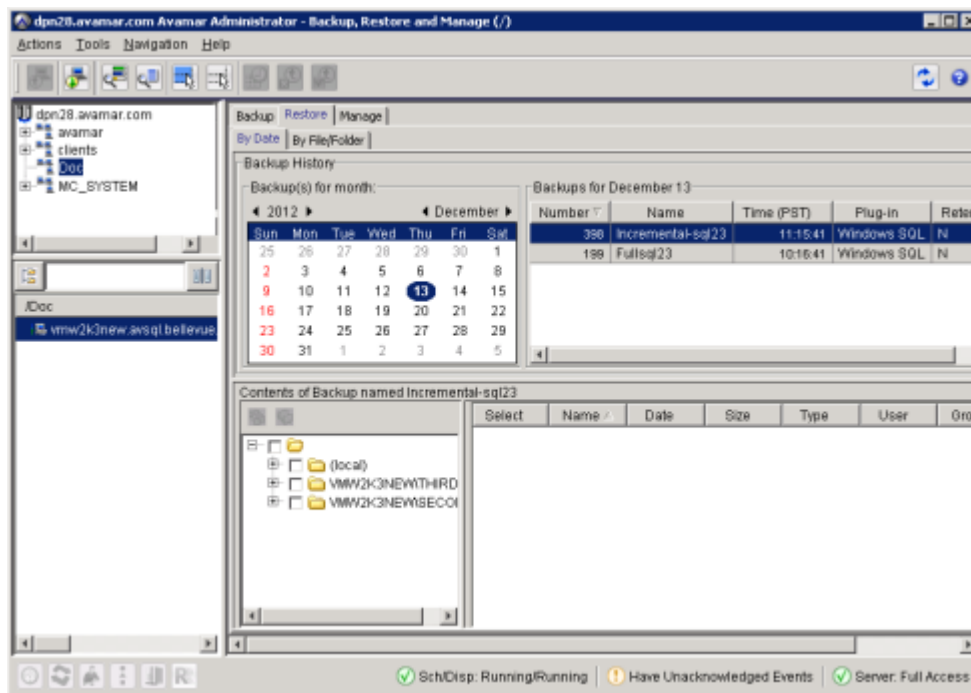 dpn28.avamar.com Avamar Administrator - Backup, Restore and Manage (/)
Actions Tools Navigation Help
dpn28.avamar.com
avamar
clients
Doc
MC_SYSTEM
/Doc
vmw2k3new.avsql.bellevue.
Backup Restore Manage
By Date By File/Folder
Backup History
Backup(s) for month:
2012 December
Sun Mon Tue Wed Thu Fri Sat
25 26 27 28 29 30 1
2 3 4 5 6 7 8
9 10 11 12 13 14 15
16 17 18 19 20 21 22
23 24 25 26 27 28 29
30 31 1 2 3 4 5
Backups for December 13
Number Name Time (PST) Plug-in Rete
398 Incremental-sql23 11:15:41 Windows SQL N
199 Fullsql23 10:16:41 Windows SQL N
Contents of Backup named Incremental-sql23
(local)
VMW2K3NEW\THIRD
VMW2K3NEW\SECO
Select Name Date Size Type User Gro
Sch/Disp: Running/Running Have Unacknowledged Events Server: Full Access